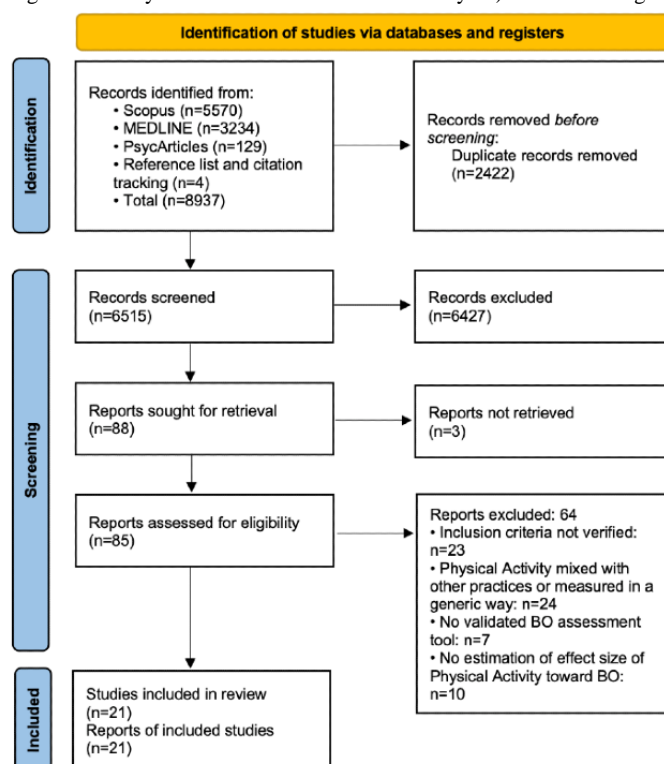 Identification of studies via databases and registers
Identification
Records identified from:
• Scopus (n=5570)
• MEDLINE (n=3234)
• PsycArticles (n=129)
• Reference list and citation
tracking (n=4)
• Total (n=8937)
Records removed before
screening:
Duplicate records removed
(n=2422)
Screening
Records screened
(n=6515)
Records excluded
(n=6427)
Reports sought for retrieval
(n=88)
Reports not retrieved
(n=3)
Reports assessed for eligibility
(n=85)
Reports excluded: 64
• Inclusion criteria not verified:
n=23
• Physical Activity mixed with
other practices or measured in a
generic way: n=24
• No validated BO assessment
tool: n=7
• No estimation of effect size of
Physical Activity toward BO:
n=10
Included
Studies included in review
(n=21)
Reports of included studies
(n=21)